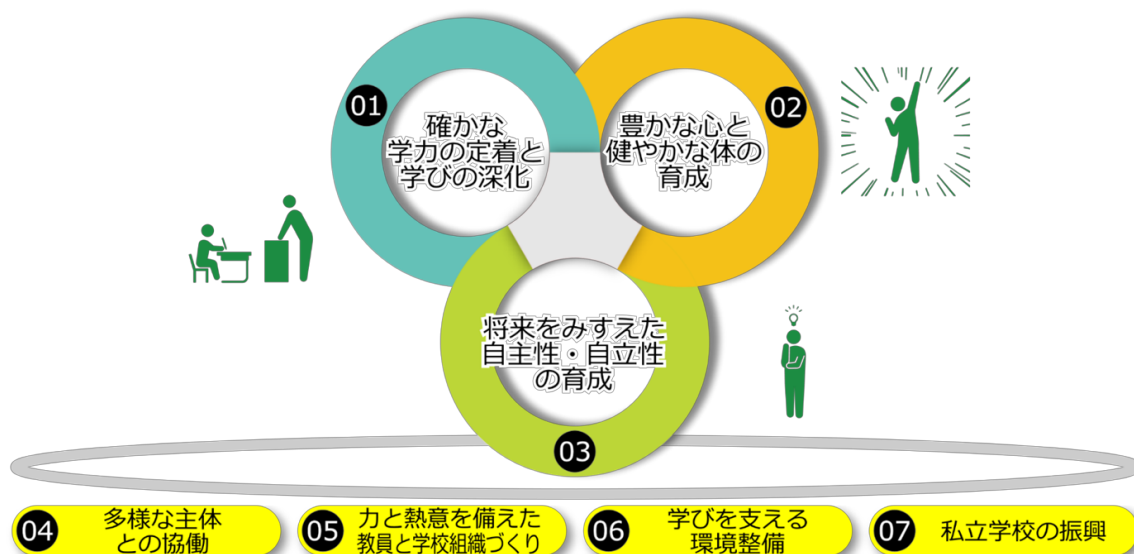 01
確かな
学力の定着と
学びの深化
02
豊かな心と
健やかな体の
育成
将来をみすえた
自主性・自立性
の育成
03
04
多様な主体
との協働
05
力と熱意を備えた
教員と学校組織づくり
06
学びを支える
環境整備
07
私立学校の振興